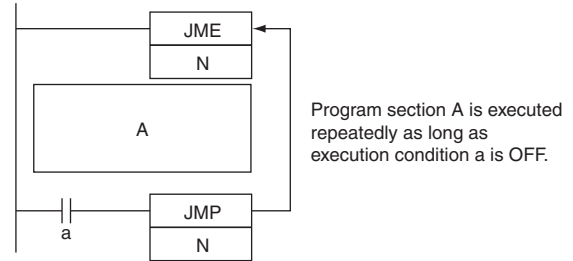 JME
N
A
Program section A is executed
repeatedly as long as
execution condition a is OFF.
JMP
N
a